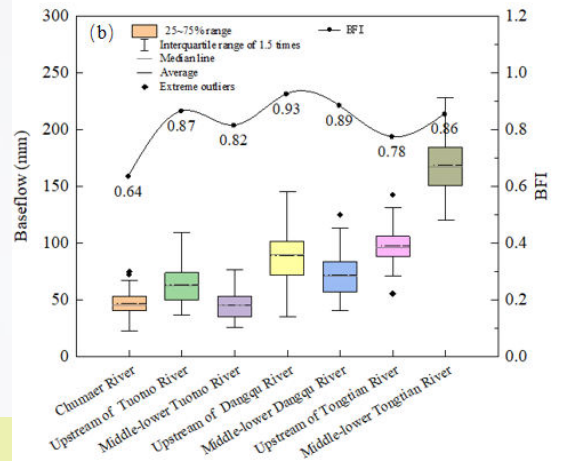 (b)
25~75% range
Interquartile range of 1.5 times
Median line
Average
Extreme outliers
BFI
Baseflow (mm)
300
250
200
150
100
50
0
0.64
0.87
0.82
0.93
0.89
0.78
0.86
1.2
1.0
0.8
0.6
0.4
0.2
0.0
BFI
Chumaer River
Upstream of Tuotuo River
Middle-lower Tuotuo River
Upstream of Dangqu River
Middle-lower Dangqu River
Upstream of Tongtian River
Middle-lower Tongtian River